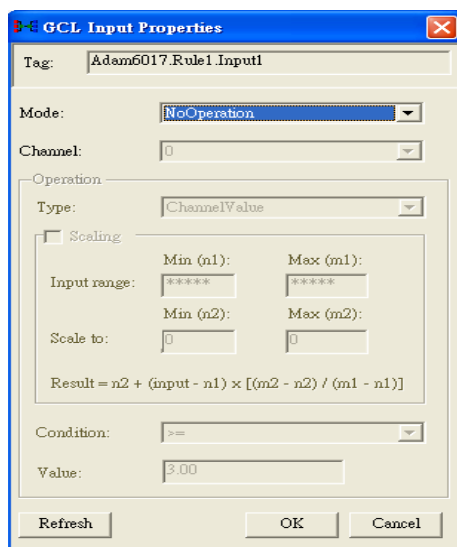 GCL Input Properties
Tag: Adam6017.Rule1.Input1
Mode: NoOperation
Channel: 0
Operation
Type: ChannelValue
Scaling
Min (n1): Max (m1):
Input range: ***** *****
Min (n2): Max (m2):
Scale to: 0 0
Result = n2 + (input - n1) x [(m2 - n2) / (m1 - n1)]
Condition: >=
Value: 3.00
Refresh OK Cancel